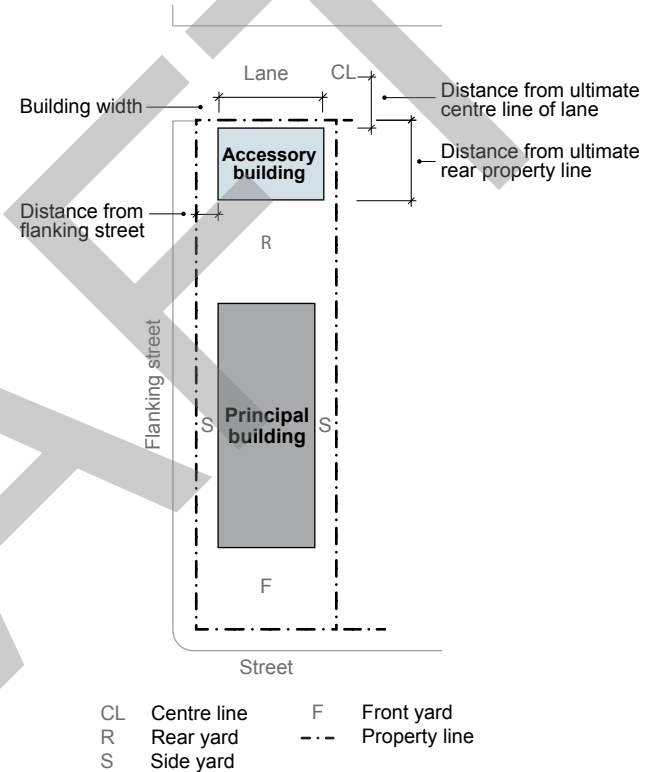 Lane
CL
Building width
Distance from ultimate
centre line of lane
Accessory
building
Distance from ultimate
rear property line
Distance from
flanking street
R
Flanking street
S
Principal
building
S
F
Street
CL Centre line
F Front yard
R Rear yard
Property line
S Side yard